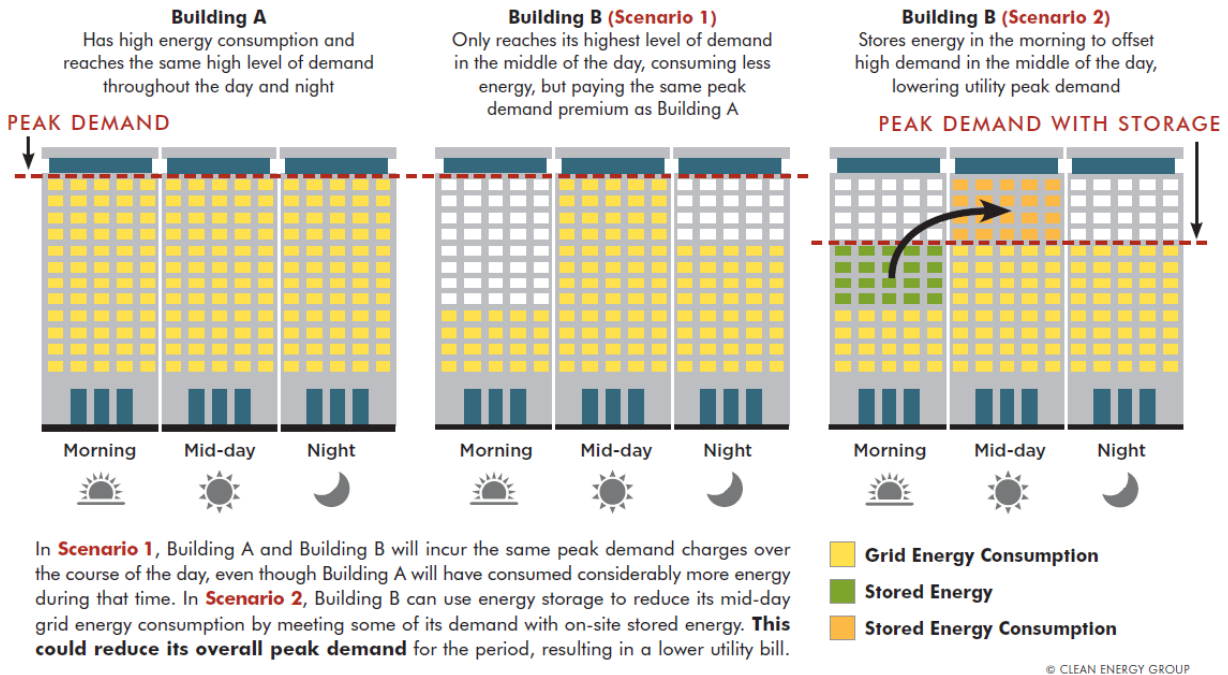 Building A
Has high energy consumption and
reaches the same high level of demand
throughout the day and night
Building B (Scenario 1)
Only reaches its highest level of demand
in the middle of the day, consuming less
energy, but paying the same peak
demand premium as Building A
Building B (Scenario 2)
Stores energy in the morning to offset
high demand in the middle of the day,
lowering utility peak demand
PEAK DEMAND
PEAK DEMAND WITH STORAGE
Morning
Mid-day
Night
Morning
Mid-day
Night
Morning
Mid-day
Night
In Scenario 1, Building A and Building B will incur the same peak demand charges over
the course of the day, even though Building A will have consumed considerably more energy
during that time. In Scenario 2, Building B can use energy storage to reduce its mid-day
grid energy consumption by meeting some of its demand with on-site stored energy. This
could reduce its overall peak demand for the period, resulting in a lower utility bill.
Grid Energy Consumption
Stored Energy
Stored Energy Consumption
© CLEAN ENERGY GROUP